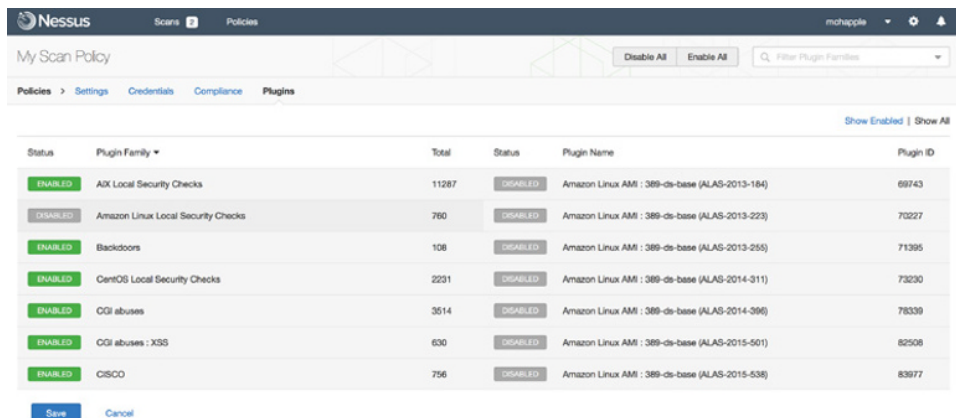 Nessus Scans 2 Policies mchapple
My Scan Policy Disable All Enable All Filter Plugin Families
Policies > Settings Credentials Compliance Plugins
Show Enabled | Show All
Status Plugin Family Total Status Plugin Name Plugin ID
ENABLED AIX Local Security Checks 11287 DISABLED Amazon Linux AMI : 389-ds-base (ALAS-2013-184) 69743
DISABLED Amazon Linux Local Security Checks 760 DISABLED Amazon Linux AMI : 389-ds-base (ALAS-2013-223) 70227
ENABLED Backdoors 108 DISABLED Amazon Linux AMI : 389-ds-base (ALAS-2013-255) 71395
ENABLED CentOS Local Security Checks 2231 DISABLED Amazon Linux AMI : 389-ds-base (ALAS-2014-311) 73230
ENABLED CGI abuses 3514 DISABLED Amazon Linux AMI : 389-ds-base (ALAS-2014-396) 78339
ENABLED CGI abuses : XSS 630 DISABLED Amazon Linux AMI : 389-ds-base (ALAS-2015-501) 82508
ENABLED CISCO 756 DISABLED Amazon Linux AMI : 389-ds-base (ALAS-2015-538) 83977
Save Cancel